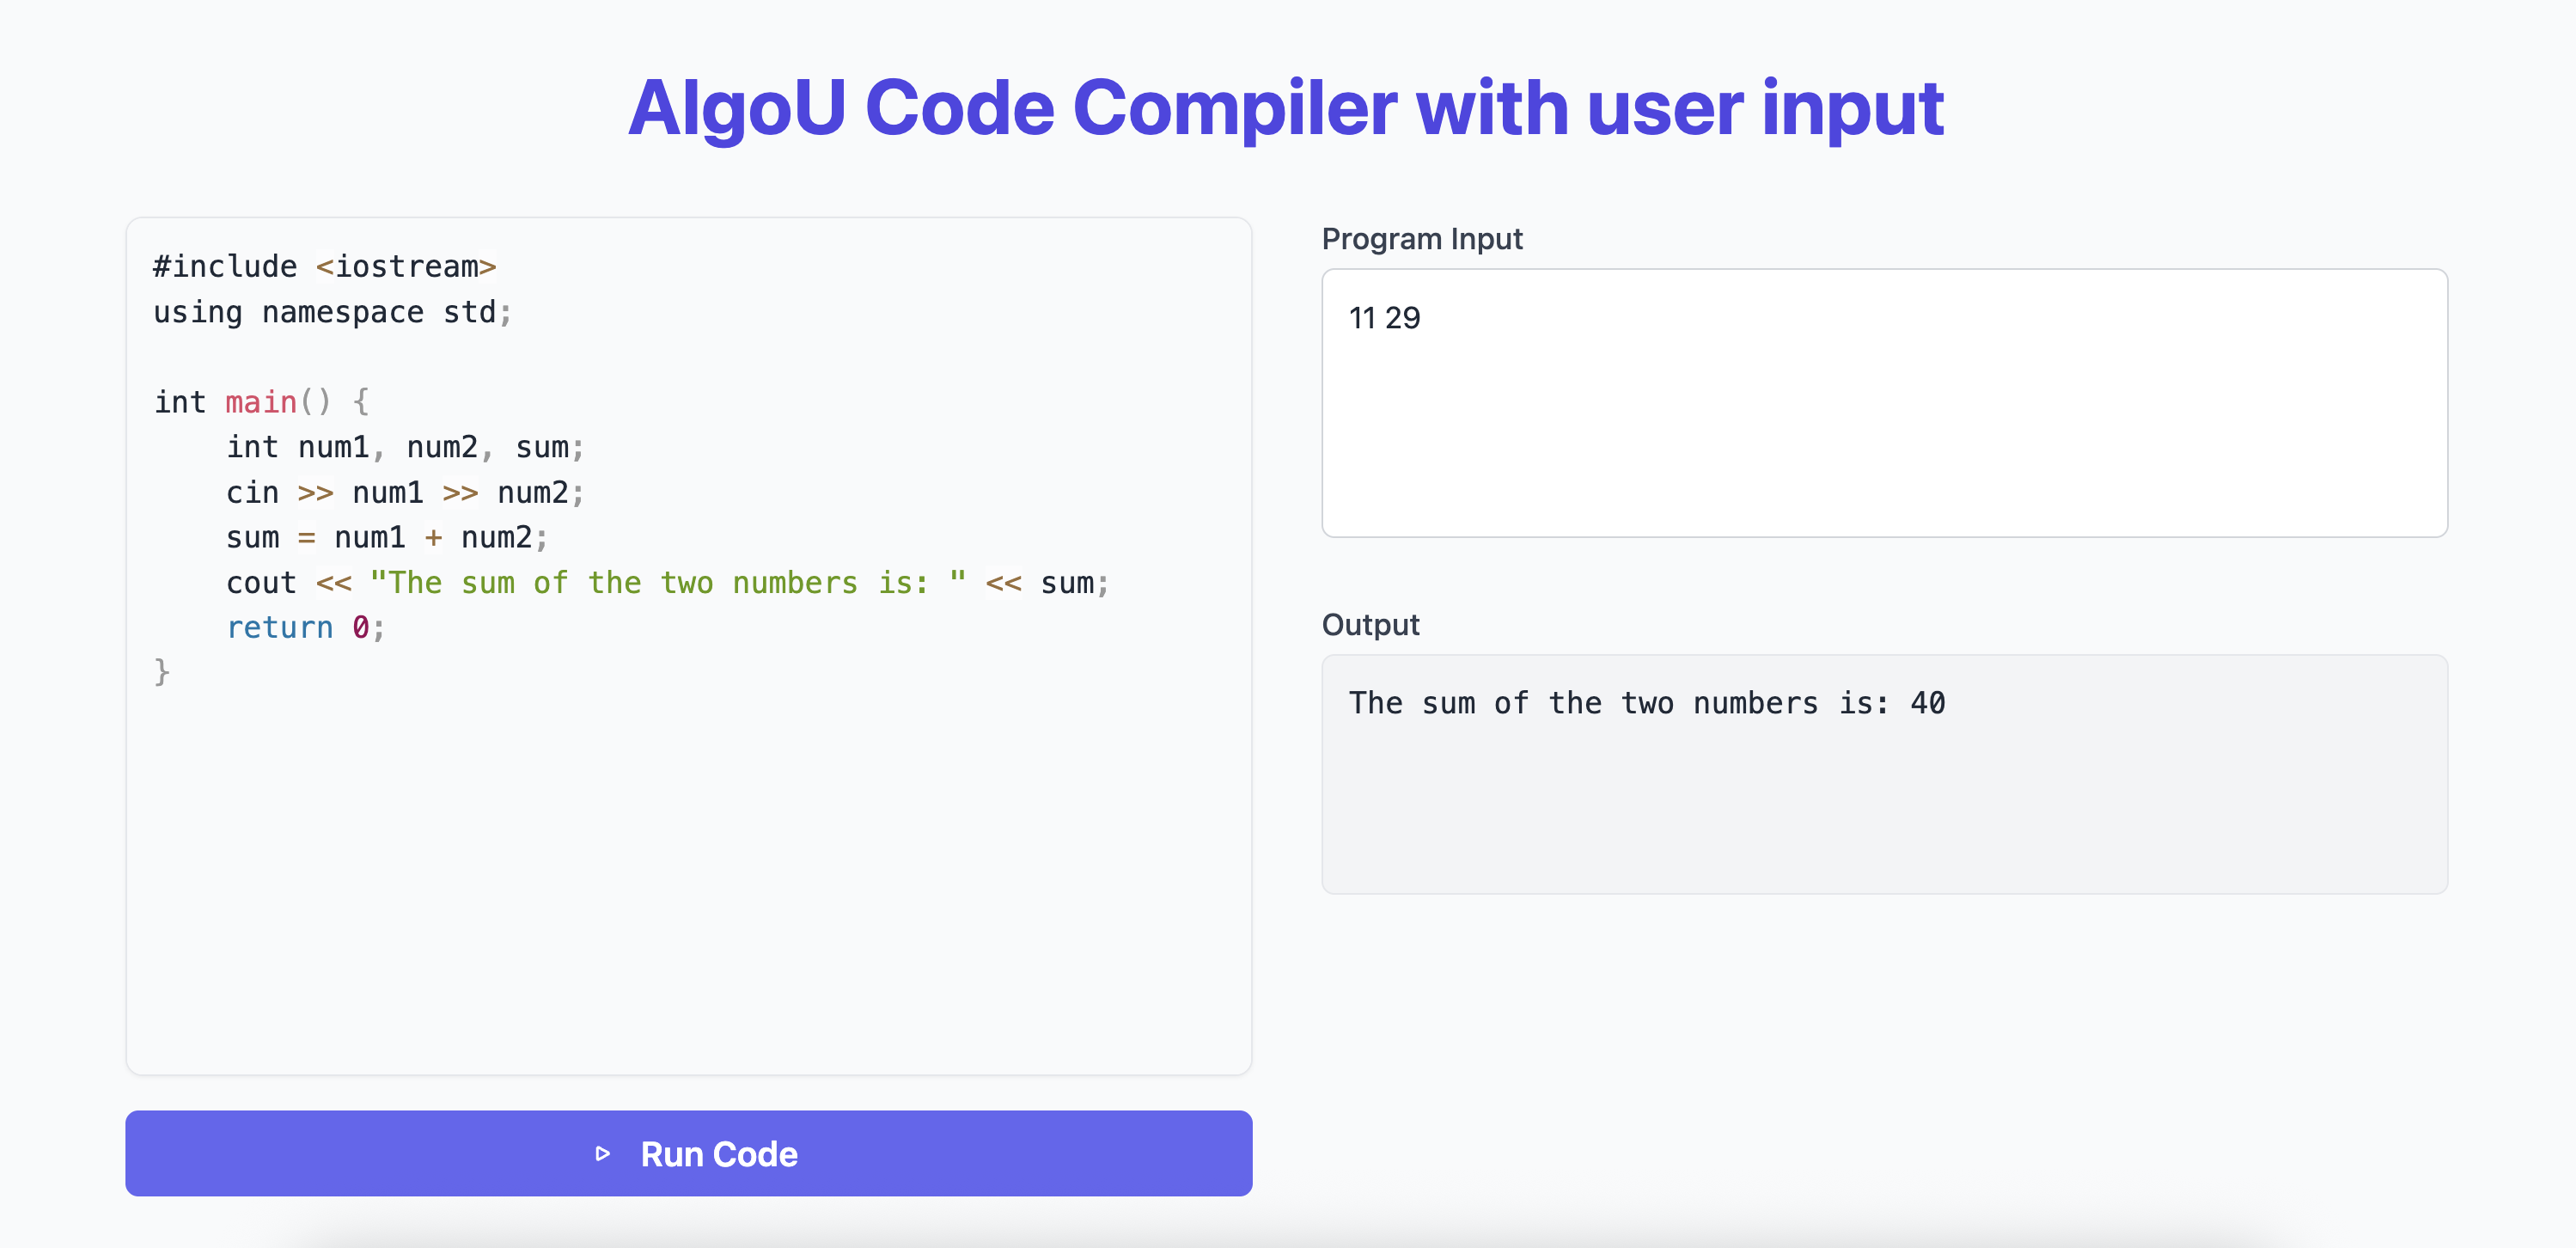 AlgoU Code Compiler with user input
#include <iostream>
using namespace std;
int main() {
    int num1, num2, sum;
    cin >> num1 >> num2;
    sum = num1 + num2;
    cout << "The sum of the two numbers is: " << sum;
    return 0;
}
Run Code
Program Input
11 29
Output
The sum of the two numbers is: 40